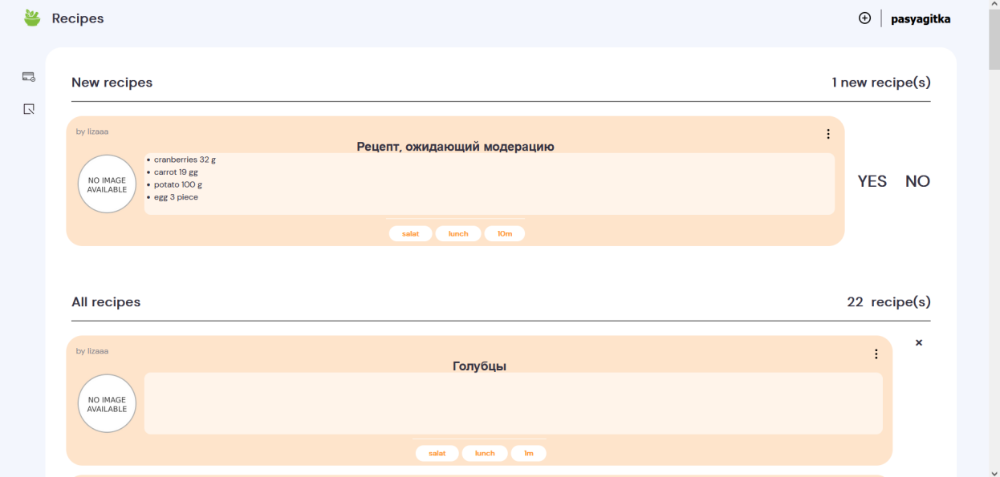 Recipes
pasyagitka
New recipes
1 new recipe(s)
by lizaaa
Рецепт, ожидающий модерацию
NO IMAGE
AVAILABLE
cranberries 32 g
carrot 19 gg
potato 100 g
egg 3 piece
YES NO
salat lunch 10m
All recipes
22 recipe(s)
by lizaaa
×
Голубцы
NO IMAGE
AVAILABLE
salat lunch 1m